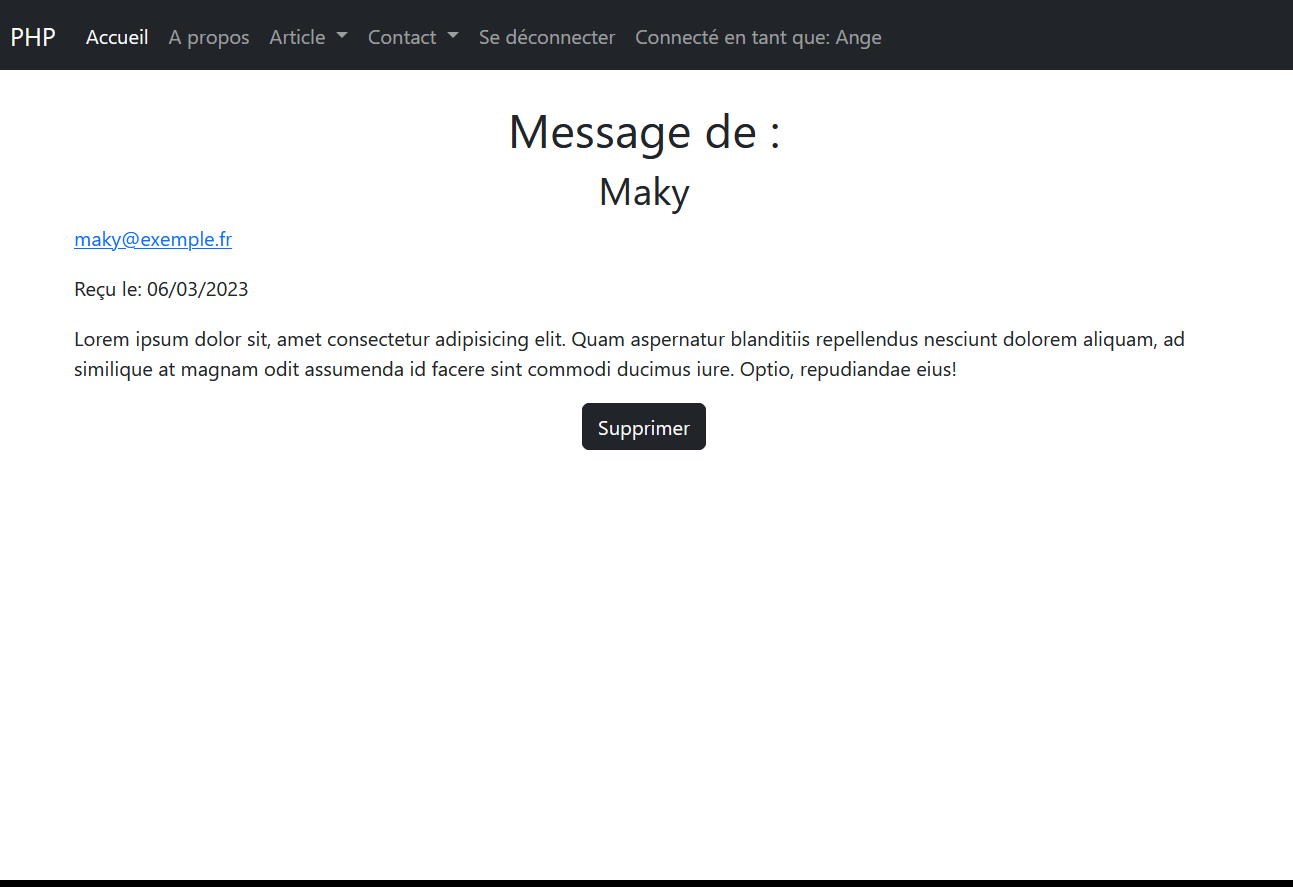 PHP Accueil A propos Article Contact Se déconnecter Connecté en tant que: Ange
Message de :
Maky
maky@exemple.fr
Reçu le: 06/03/2023
Lorem ipsum dolor sit, amet consectetur adipisicing elit. Quam aspernatur blanditiis repellendus nesciunt dolorem aliquam, ad
similique at magnam odit assumenda id facere sint commodi ducimus iure. Optio, repudiandae eius!
Supprimer